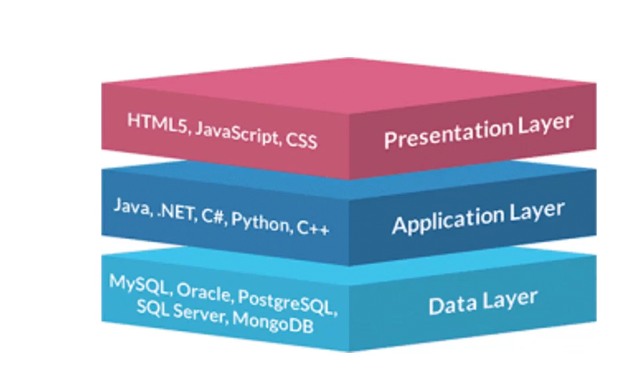 HTML5, JavaScript, CSS
Presentation Layer
Java, .NET, C#, Python, C++
Application Layer
MySQL, Oracle, PostgreSQL,
SQL Server, MongoDB
Data Layer